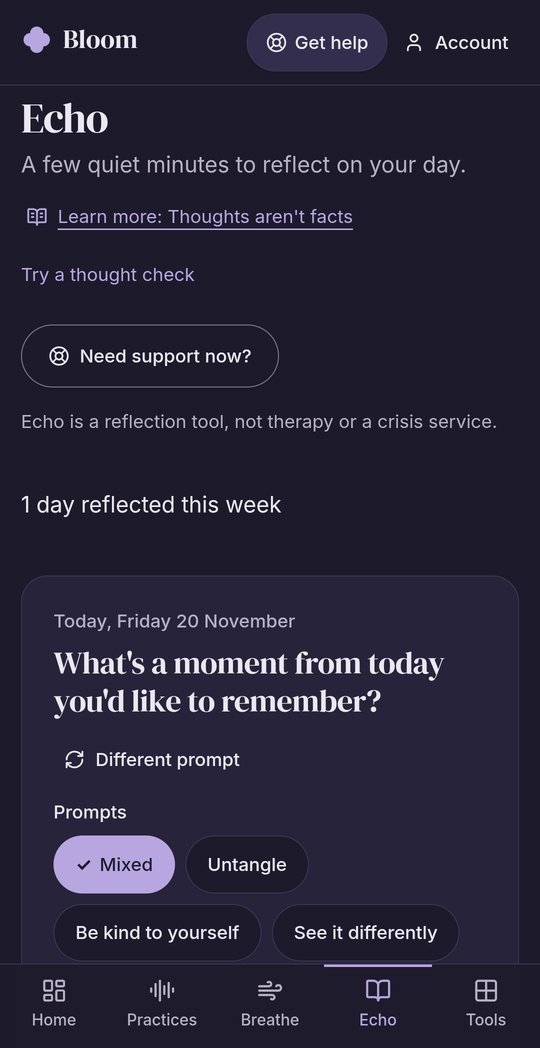 Bloom
Get help
Account
Echo
A few quiet minutes to reflect on your day.
Learn more: Thoughts aren't facts
Try a thought check
Need support now?
Echo is a reflection tool, not therapy or a crisis service.
1 day reflected this week
Today, Friday 20 November
What's a moment from today
you'd like to remember?
Different prompt
Prompts
Mixed
Untangle
Be kind to yourself
See it differently
Home
Practices
Breathe
Echo
Tools